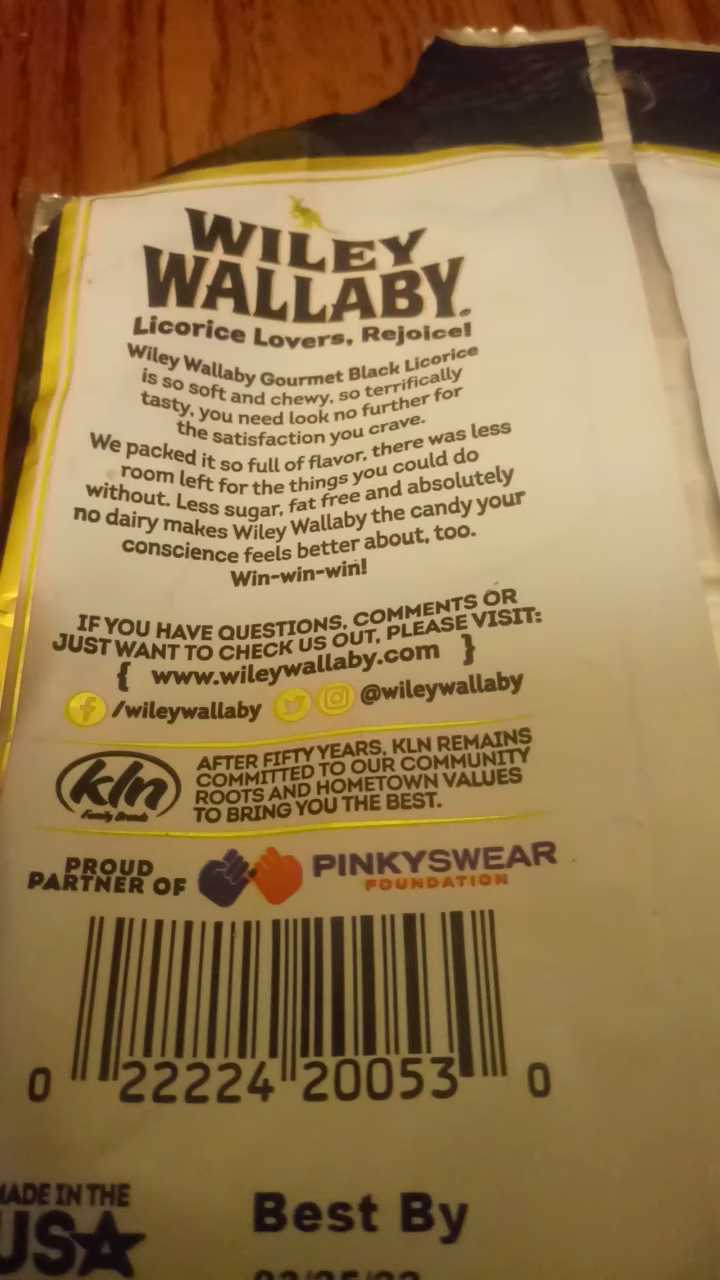 WILEY
WALLABY.
Licorice Lovers, Rejoice!
Wiley Wallaby Gourmet Black Licorice
is so soft and chewy, so terrifically
tasty, you need look no further for
the satisfaction you crave.
We packed it so full of flavor, there was less
room left for the things you could do
without. Less sugar, fat free and absolutely
no dairy makes Wiley Wallaby the candy your
conscience feels better about, too.
Win-win-win!
IF YOU HAVE QUESTIONS, COMMENTS OR
JUST WANT TO CHECK US OUT, PLEASE VISIT:
{ www.wileywallaby.com }
/wileywallaby @wileywallaby
kln
Family Brands
AFTER FIFTY YEARS, KLN REMAINS
COMMITTED TO OUR COMMUNITY
ROOTS AND HOMETOWN VALUES
TO BRING YOU THE BEST.
PROUD
PARTNER OF
PINKYSWEAR
FOUNDATION
0 22224 20053 0
MADE IN THE
USA
Best By